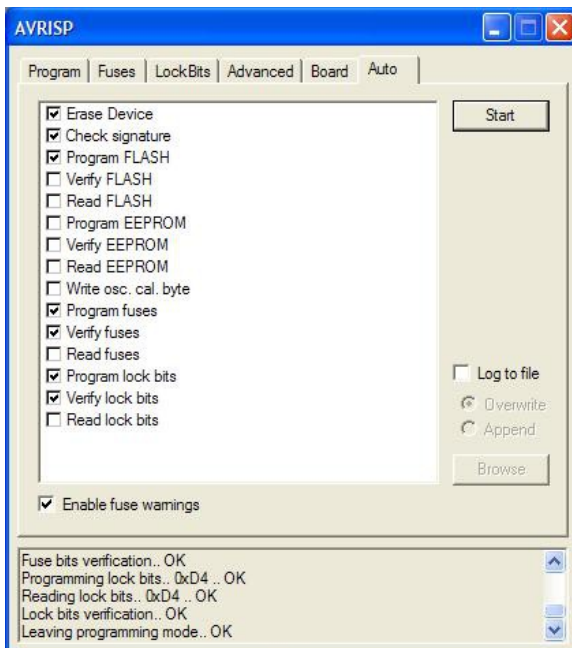 AVRISP
Program Fuses LockBits Advanced Board Auto
Erase Device
Check signature
Program FLASH
Verify FLASH
Read FLASH
Program EEPROM
Verify EEPROM
Read EEPROM
Write osc. cal. byte
Program fuses
Verify fuses
Read fuses
Program lock bits
Verify lock bits
Read lock bits
Start
Log to file
Overwrite
Append
Browse
Enable fuse warnings
Fuse bits verification.. OK
Programming lock bits.. 0xD4 .. OK
Reading lock bits.. 0xD4 .. OK
Lock bits verification.. OK
Leaving programming mode.. OK